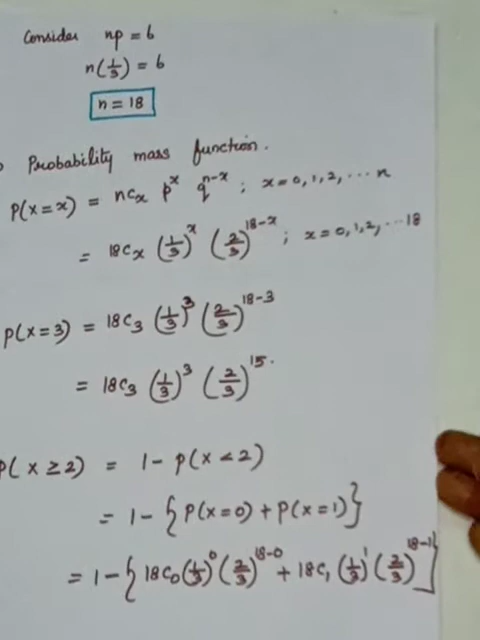 Consider np = 6
n(1/3) = 6
n = 18
Probability mass function.
P(x=x) = nCx p^x q^(n-x) ; x=0,1,2,...n
= 18Cx (1/3)^x (2/3)^(18-x) ; x=0,1,2,...18
P(x=3) = 18C3 (1/3)^3 (2/3)^(18-3)
= 18C3 (1/3)^3 (2/3)^15.
P(x≥2) = 1-P(x<2)
= 1-{P(x=0)+P(x=1)}
= 1-{18C0 (1/3)^0 (2/3)^(18-0) + 18C1 (1/3)^1 (2/3)^(18-1)}